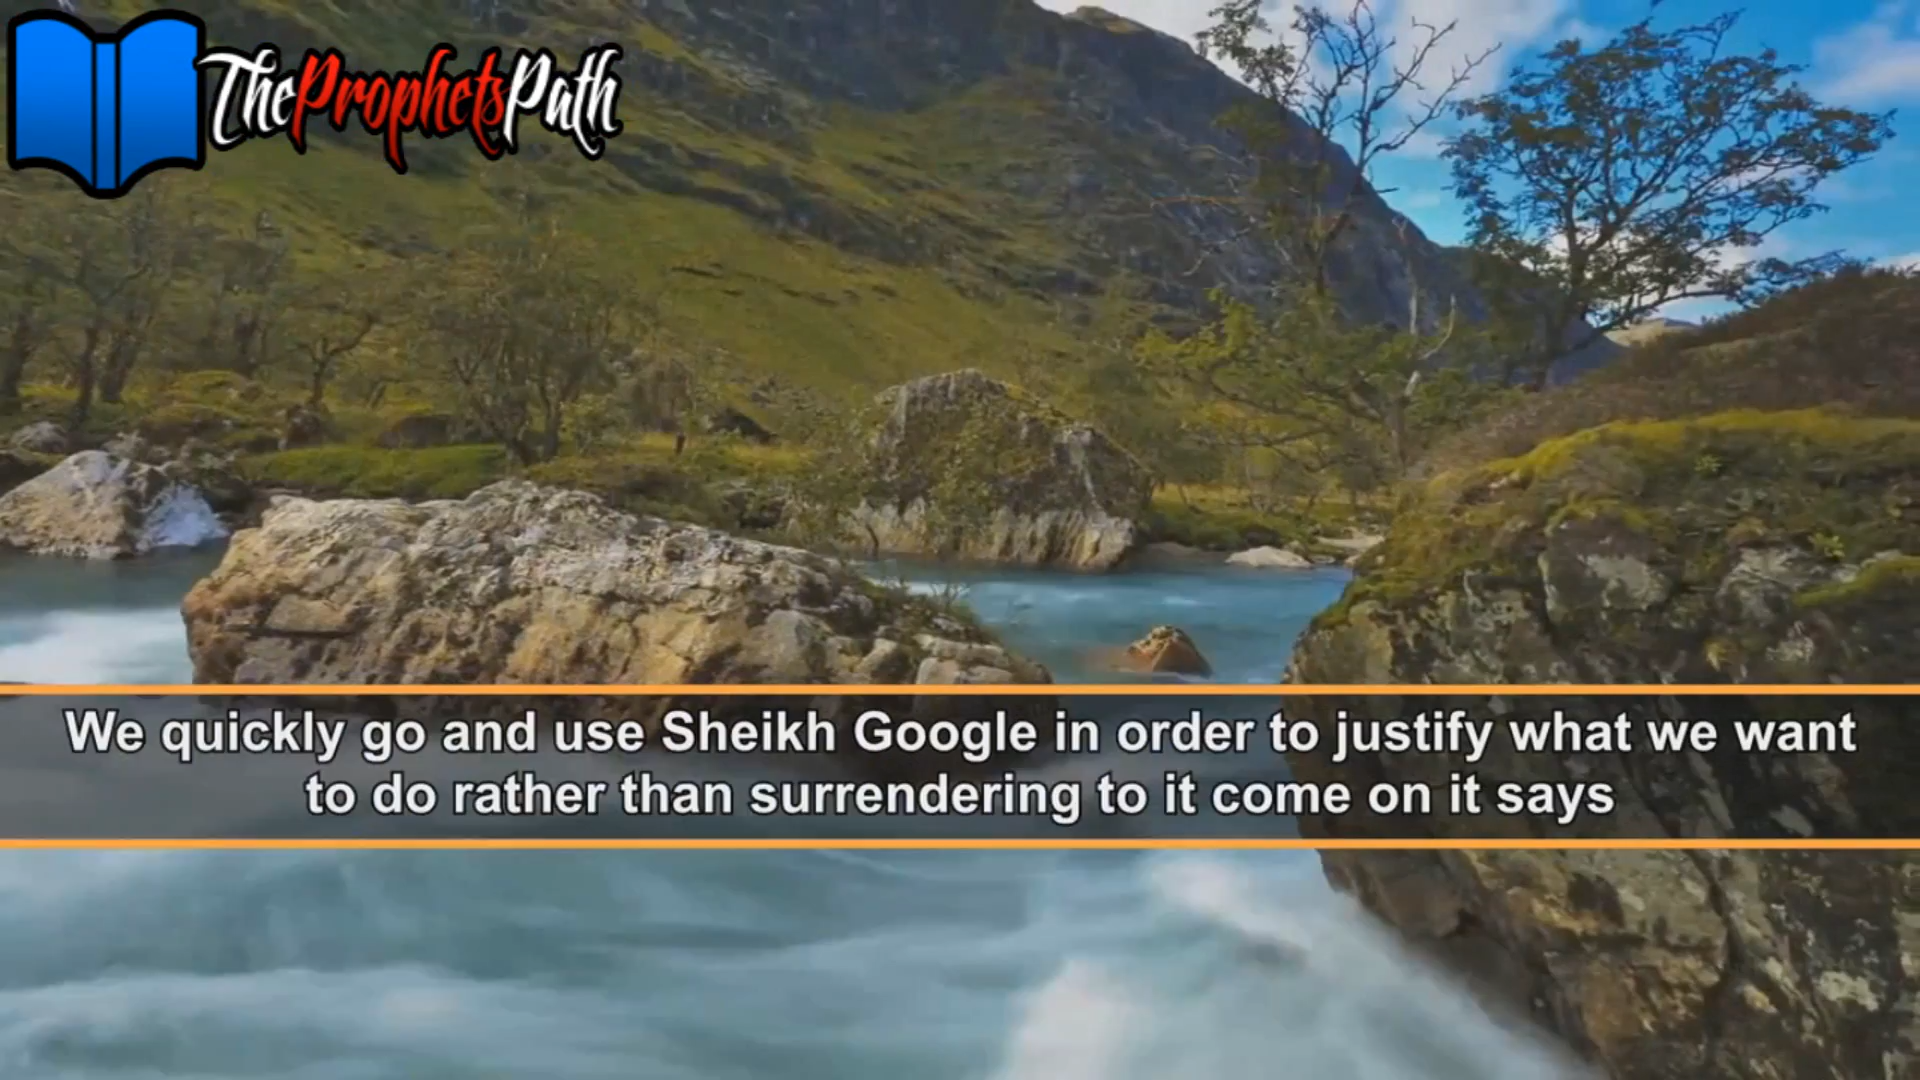 TheProphetsPath
We quickly go and use Sheikh Google in order to justify what we want
to do rather than surrendering to it come on it says